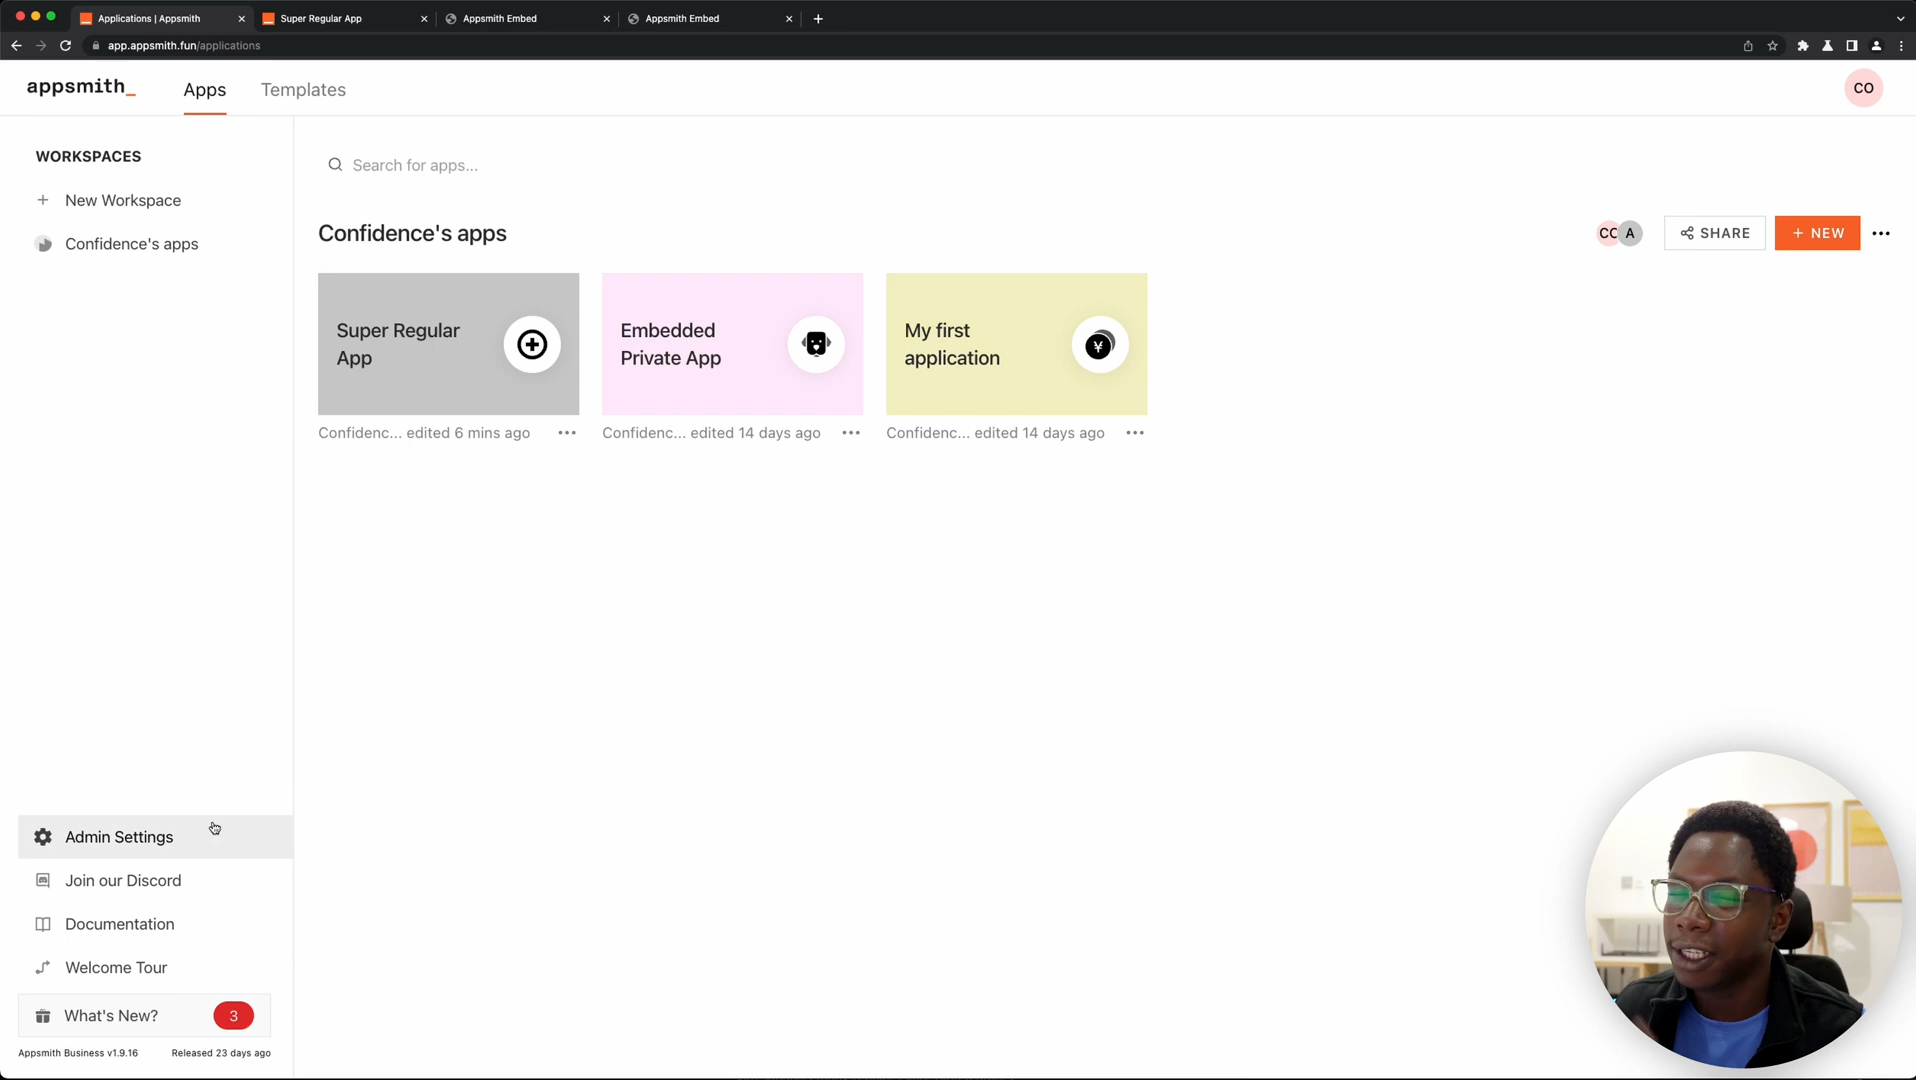 Applications | Appsmith
Super Regular App
Appsmith Embed
Appsmith Embed
app.appsmith.fun/applications
appsmith_
Apps
Templates
CO
WORKSPACES
New Workspace
Confidence's apps
Search for apps...
Confidence's apps
CC A
SHARE
+ NEW
Super Regular
App
Embedded
Private App
My first
application
¥
Confidenc... edited 6 mins ago
Confidenc... edited 14 days ago
Confidenc... edited 14 days ago
Admin Settings
Join our Discord
Documentation
Welcome Tour
What's New?
3
Appsmith Business v1.9.16
Released 23 days ago